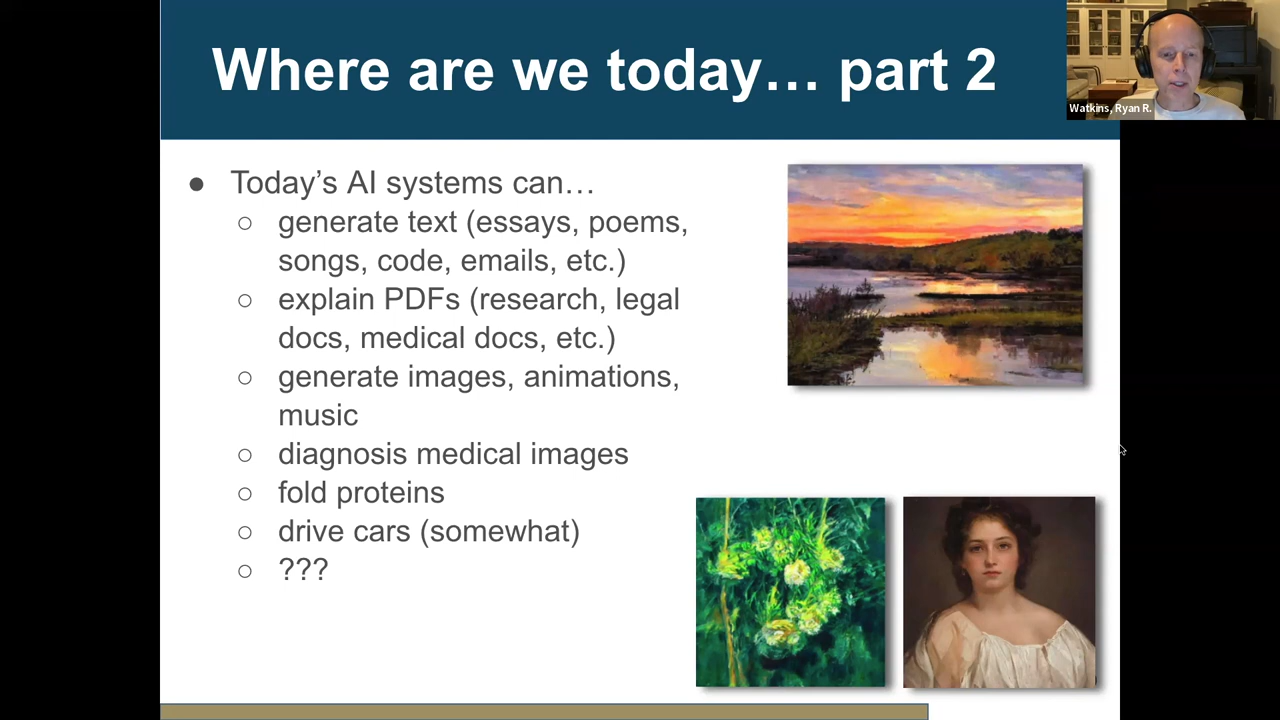 Where are we today… part 2
Watkins, Ryan R.
● Today’s AI systems can…
○ generate text (essays, poems,
songs, code, emails, etc.)
○ explain PDFs (research, legal
docs, medical docs, etc.)
○ generate images, animations,
music
○ diagnosis medical images
○ fold proteins
○ drive cars (somewhat)
○ ???